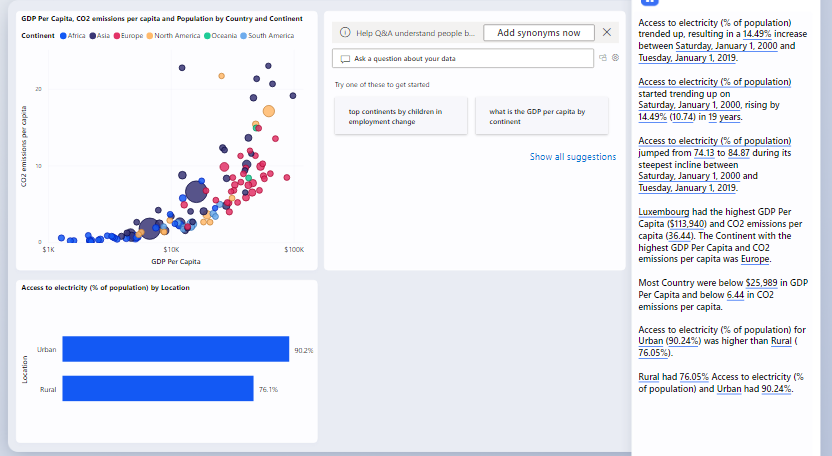 GDP Per Capita, CO2 emissions per capita and Population by Country and Continent
Continent Africa Asia Europe North America Oceania South America
CO2 emissions per capita
20
10
0
$1K $10K $100K
GDP Per Capita
Help Q&A understand people b...
Add synonyms now
Ask a question about your data
Try one of these to get started
top continents by children in
employment change
what is the GDP per capita by
continent
Show all suggestions
Access to electricity (% of population) by Location
Location
Urban 90.2%
Rural 76.1%
Access to electricity (% of population)
trended up, resulting in a 14.49% increase
between Saturday, January 1, 2000 and
Tuesday, January 1, 2019.
Access to electricity (% of population)
started trending up on
Saturday, January 1, 2000, rising by
14.49% (10.74) in 19 years.
Access to electricity (% of population)
jumped from 74.13 to 84.87 during its
steepest incline between
Saturday, January 1, 2000 and
Tuesday, January 1, 2019.
Luxembourg had the highest GDP Per
Capita ($113,940) and CO2 emissions per
capita (36.44). The Continent with the
highest GDP Per Capita and CO2
emissions per capita was Europe.
Most Country were below $25,989 in GDP
Per Capita and below 6.44 in CO2
emissions per capita.
Access to electricity (% of population) for
Urban (90.24%) was higher than Rural (
76.05%).
Rural had 76.05% Access to electricity (%
of population) and Urban had 90.24%.